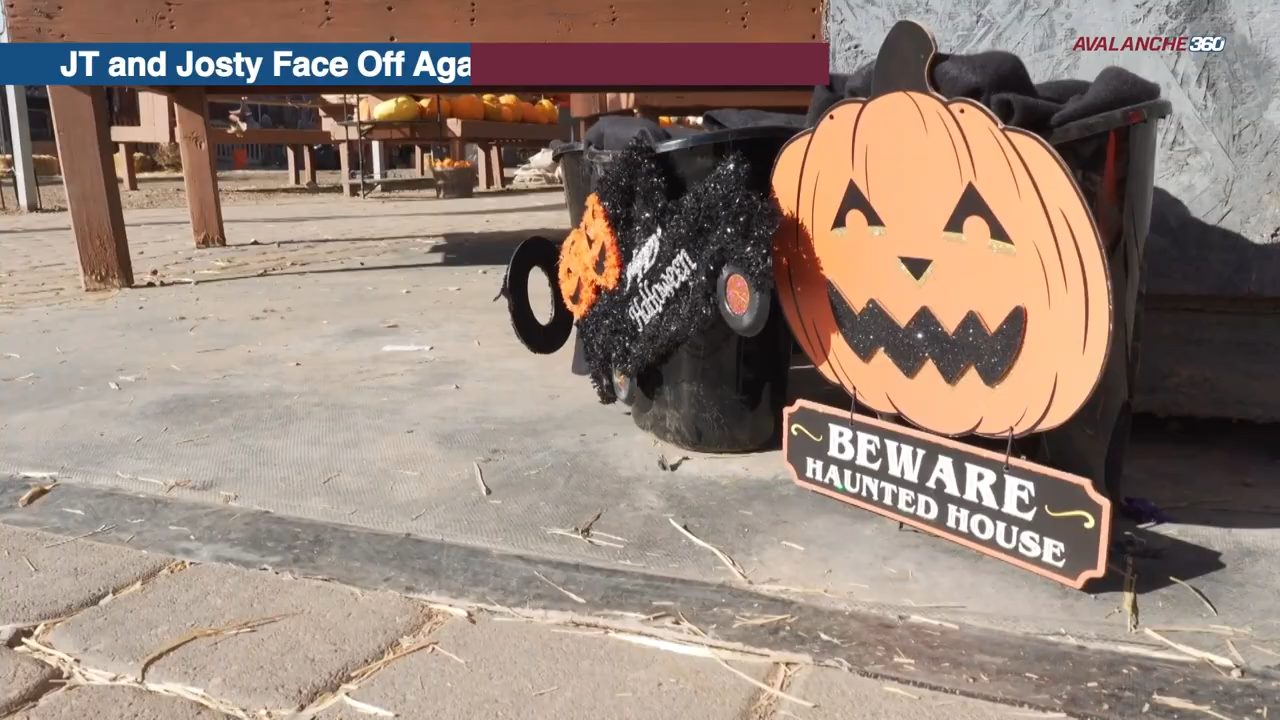 JT and Josty Face Off Aga
AVALANCHE360
Happy
Halloween
BEWARE
HAUNTED HOUSE